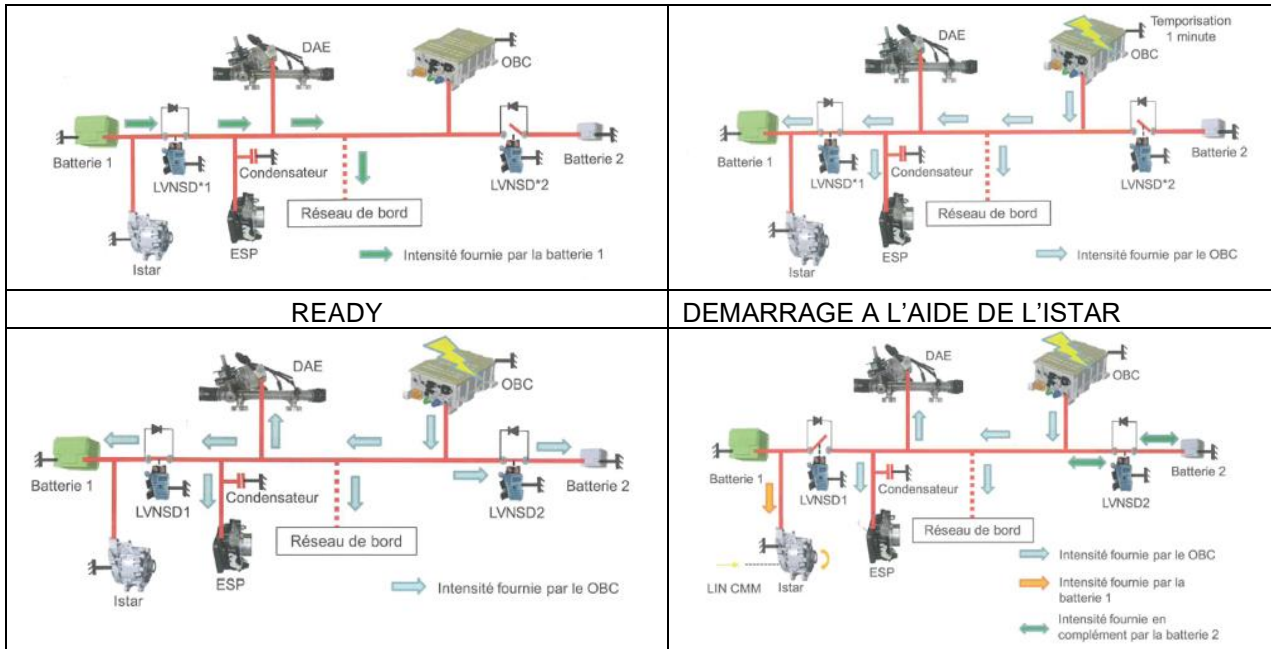 DAE
OBC
Batterie 1
LVNSD*1
Condensateur
LVNSD*2
Batterie 2
Réseau de bord
Istar
ESP
Intensité fournie par la batterie 1
Temporisation
1 minute
DAE
OBC
Batterie 1
LVNSD*1
Condensateur
LVNSD*2
Batterie 2
Réseau de bord
Istar
ESP
Intensité fournie par le OBC
READY
DEMARRAGE A L'AIDE DE L'ISTAR
DAE
OBC
Batterie 1
LVNSD1
Condensateur
LVNSD2
Batterie 2
Réseau de bord
ESP
Istar
Intensité fournie par le OBC
DAE
OBC
Batterie 1
LVNSD1
Condensateur
LVNSD2
Batterie 2
Réseau de bord
LIN CMM
Istar
ESP
Intensité fournie par le OBC
Intensité fournie par la
batterie 1
Intensité fournie en
complément par la batterie 2